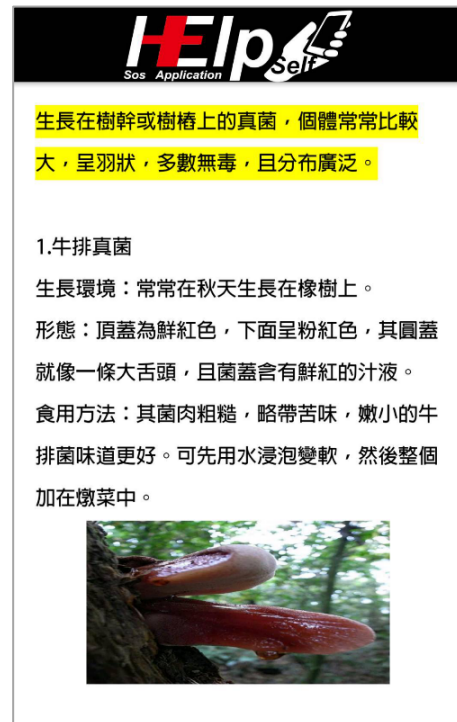 HElp
Self
Sos Application
生長在樹幹或樹樁上的真菌，個體常常比較
大，呈羽狀，多數無毒，且分布廣泛。
1.牛排真菌
生長環境：常常在秋天生長在橡樹上。
形態：頂蓋為鮮紅色，下面呈粉紅色，其圓蓋
就像一條大舌頭，且菌蓋含有鮮紅的汁液。
食用方法：其菌肉粗糙，略帶苦味，嫩小的牛
排菌味道更好。可先用水浸泡變軟，然後整個
加在燉菜中。